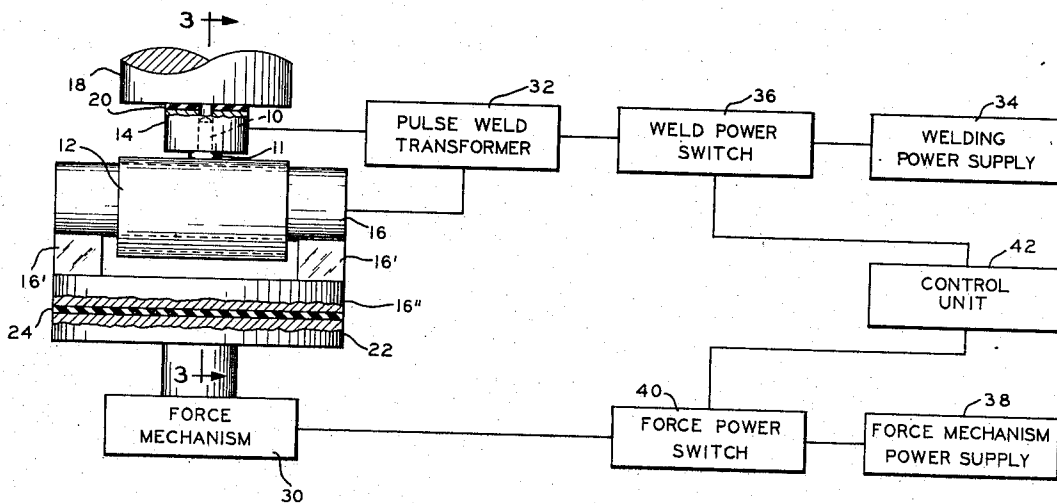 3
18
20
14
12
10
11
32
PULSE WELD
TRANSFORMER
36
WELD POWER
SWITCH
34
WELDING
POWER SUPPLY
16
16'
16'
16"
24
22
42
CONTROL
UNIT
3
FORCE
MECHANISM
30
40
FORCE POWER
SWITCH
38
FORCE MECHANISM
POWER SUPPLY